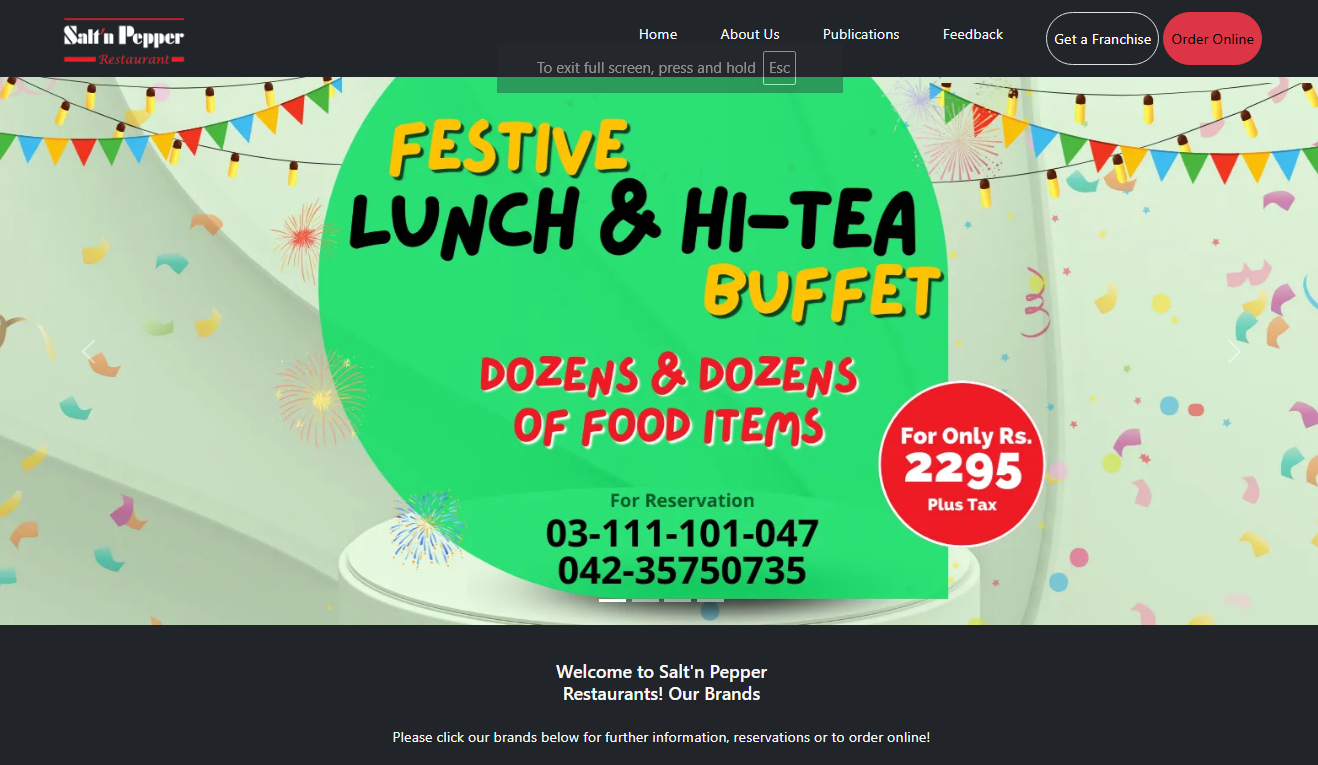 Salt'n Pepper
Restaurant
Home
About Us
Publications
Feedback
Get a Franchise
Order Online
To exit full screen, press and hold Esc
FESTIVE
LUNCH & HI-TEA
BUFFET
DOZENS & DOZENS
OF FOOD ITEMS
For Only Rs.
2295
Plus Tax
For Reservation
03-111-101-047
042-35750735
Welcome to Salt'n Pepper
Restaurants! Our Brands
Please click our brands below for further information, reservations or to order online!